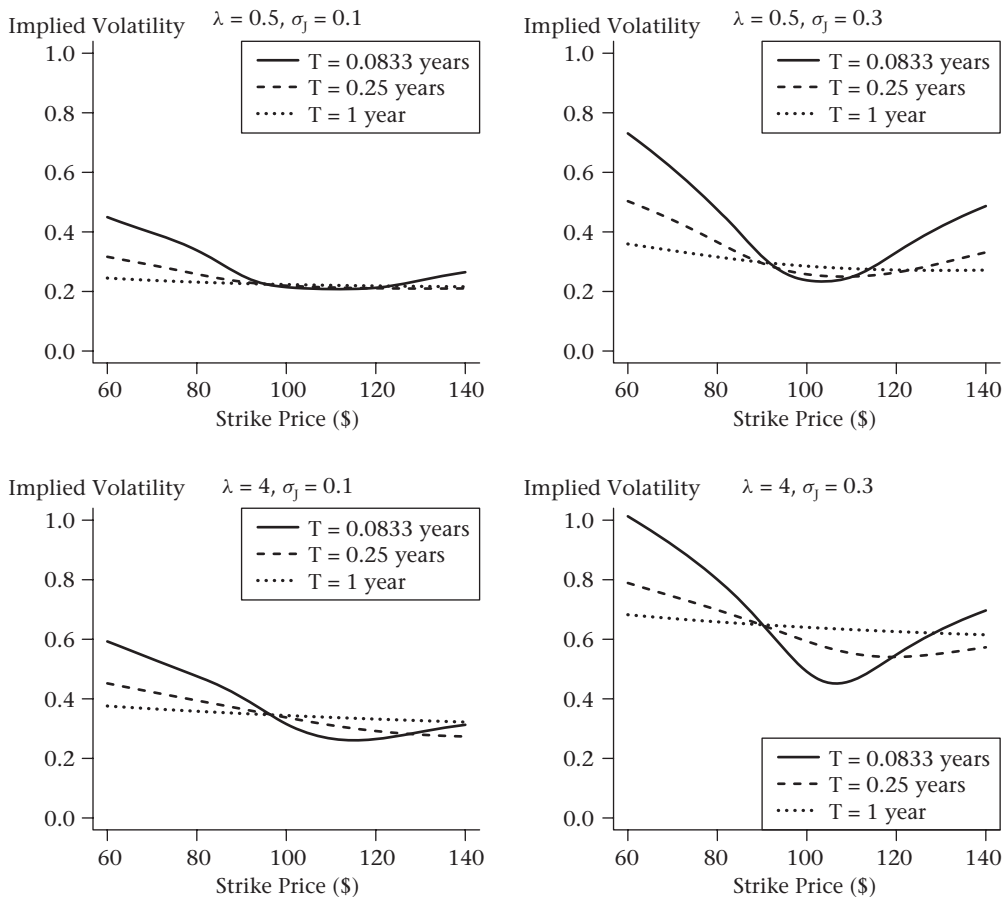 Implied Volatility
λ = 0.5, σJ = 0.1
1.0
0.8
0.6
0.4
0.2
0.0
T = 0.0833 years
T = 0.25 years
T = 1 year
60 80 100 120 140
Strike Price ($)
Implied Volatility
λ = 0.5, σJ = 0.3
1.0
0.8
0.6
0.4
0.2
0.0
T = 0.0833 years
T = 0.25 years
T = 1 year
60 80 100 120 140
Strike Price ($)
Implied Volatility
λ = 4, σJ = 0.1
1.0
0.8
0.6
0.4
0.2
0.0
T = 0.0833 years
T = 0.25 years
T = 1 year
60 80 100 120 140
Strike Price ($)
Implied Volatility
λ = 4, σJ = 0.3
1.0
0.8
0.6
0.4
0.2
0.0
T = 0.0833 years
T = 0.25 years
T = 1 year
60 80 100 120 140
Strike Price ($)